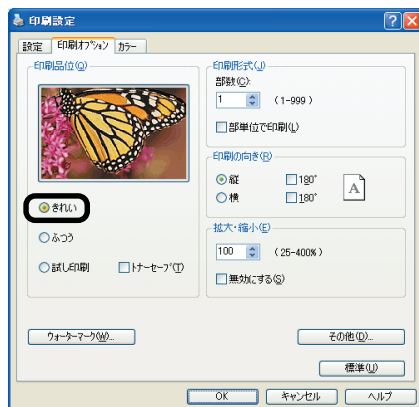 印刷設定
設定 印刷ｵﾌﾟｼｮﾝ ｶﾗｰ
印刷品位(Q)
きれい
ふつう
試し印刷 ﾄﾅｰｾｰﾌﾞ(T)
ｳｫｰﾀｰﾏｰｸ(W)...
印刷形式(J)
部数(C):
1 (1-999)
部単位で印刷(L)
印刷の向き(R)
縦 180°
横 180°
A
拡大・縮小(E)
100 (25-400%)
無効にする(S)
その他(D)...
標準(U)
OK キャンセル ヘルプ